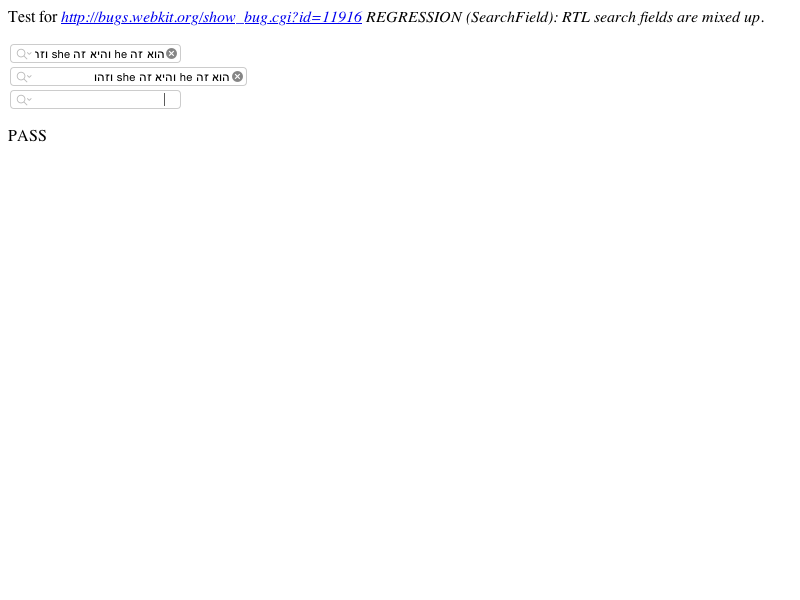 Test for http://bugs.webkit.org/show_bug.cgi?id=11916 REGRESSION (SearchField): RTL search fields are mixed up.
הוא זה he והיא זה she וזר
הוא זה he והיא זה she וזהו
PASS